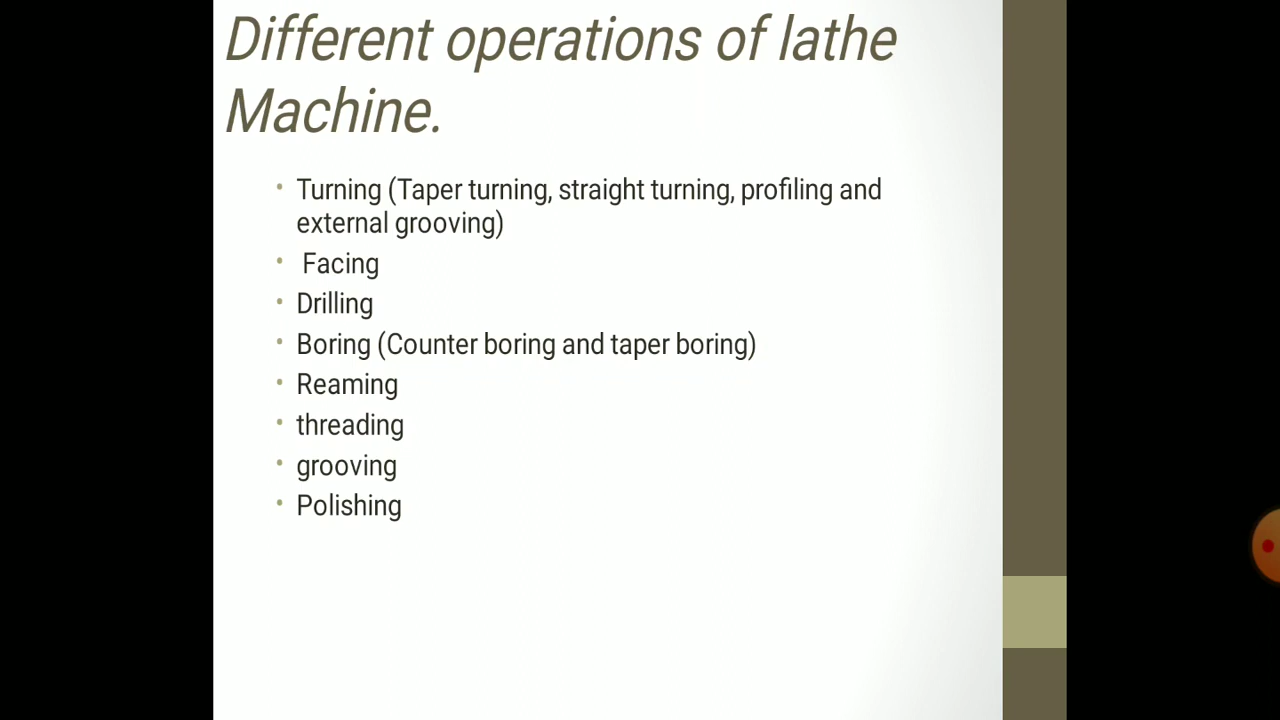 Different operations of lathe
Machine.
• Turning (Taper turning, straight turning, profiling and
external grooving)
• Facing
• Drilling
• Boring (Counter boring and taper boring)
• Reaming
• threading
• grooving
• Polishing